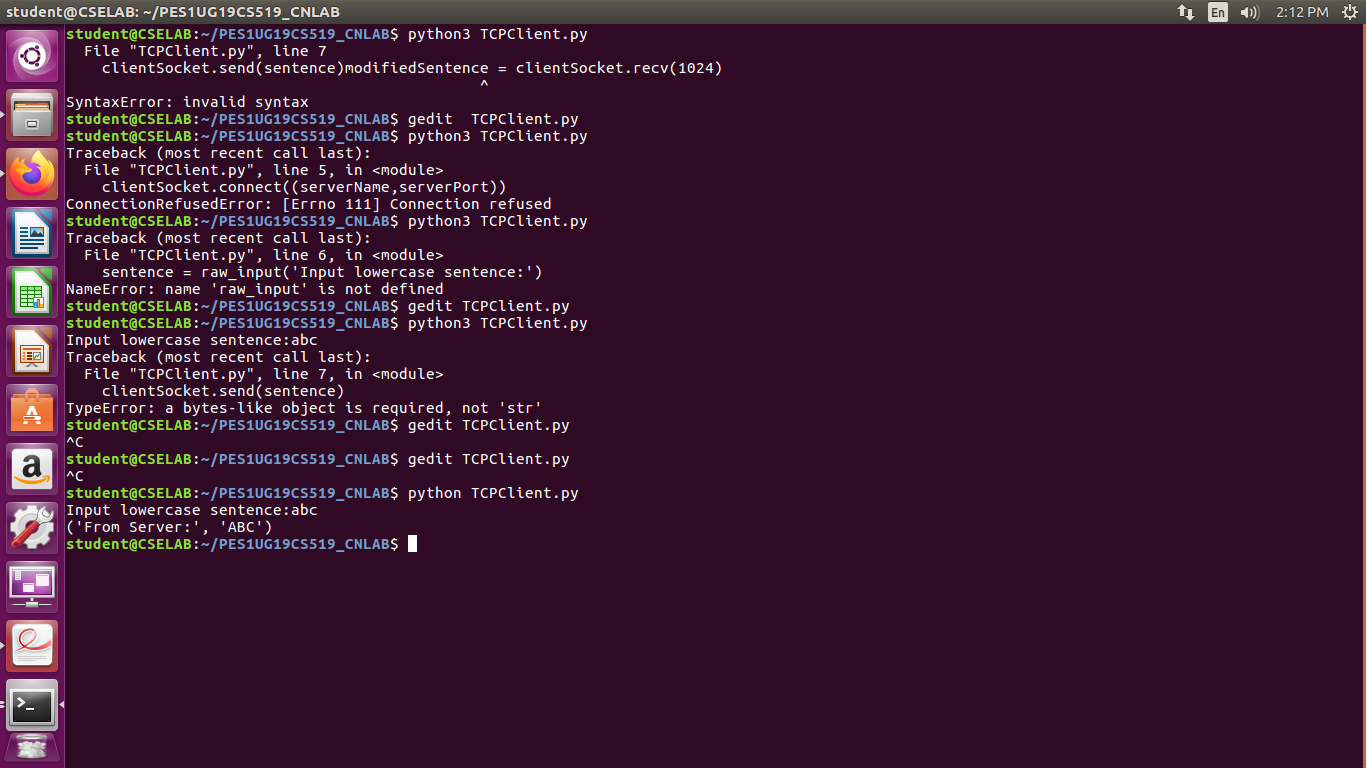 student@CSELAB: ~/PES1UG19CS519_CNLAB
En
2:12 PM
student@CSELAB:~/PES1UG19CS519_CNLAB$ python3 TCPClient.py
  File "TCPClient.py", line 7
    clientSocket.send(sentence)modifiedSentence = clientSocket.recv(1024)
                                              ^
SyntaxError: invalid syntax
student@CSELAB:~/PES1UG19CS519_CNLAB$ gedit  TCPClient.py
student@CSELAB:~/PES1UG19CS519_CNLAB$ python3 TCPClient.py
Traceback (most recent call last):
  File "TCPClient.py", line 5, in <module>
    clientSocket.connect((serverName,serverPort))
ConnectionRefusedError: [Errno 111] Connection refused
student@CSELAB:~/PES1UG19CS519_CNLAB$ python3 TCPClient.py
Traceback (most recent call last):
  File "TCPClient.py", line 6, in <module>
    sentence = raw_input('Input lowercase sentence:')
NameError: name 'raw_input' is not defined
student@CSELAB:~/PES1UG19CS519_CNLAB$ gedit TCPClient.py
student@CSELAB:~/PES1UG19CS519_CNLAB$ python3 TCPClient.py
Input lowercase sentence:abc
Traceback (most recent call last):
  File "TCPClient.py", line 7, in <module>
    clientSocket.send(sentence)
TypeError: a bytes-like object is required, not 'str'
student@CSELAB:~/PES1UG19CS519_CNLAB$ gedit TCPClient.py
^C
student@CSELAB:~/PES1UG19CS519_CNLAB$ gedit TCPClient.py
^C
student@CSELAB:~/PES1UG19CS519_CNLAB$ python TCPClient.py
Input lowercase sentence:abc
('From Server:', 'ABC')
student@CSELAB:~/PES1UG19CS519_CNLAB$